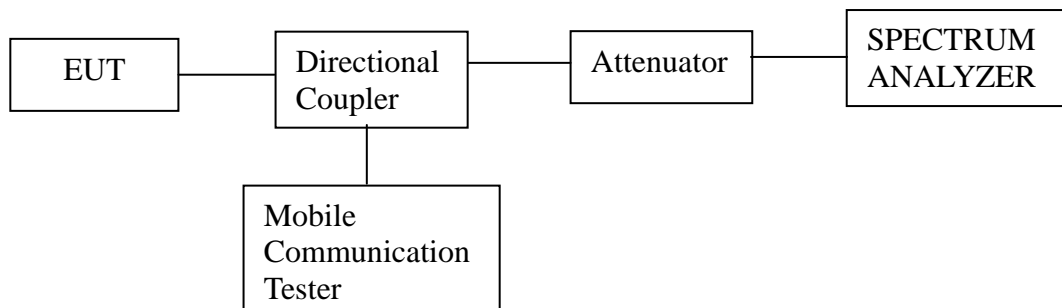 EUT
Directional
Coupler
Attenuator
SPECTRUM
ANALYZER
Mobile
Communication
Tester